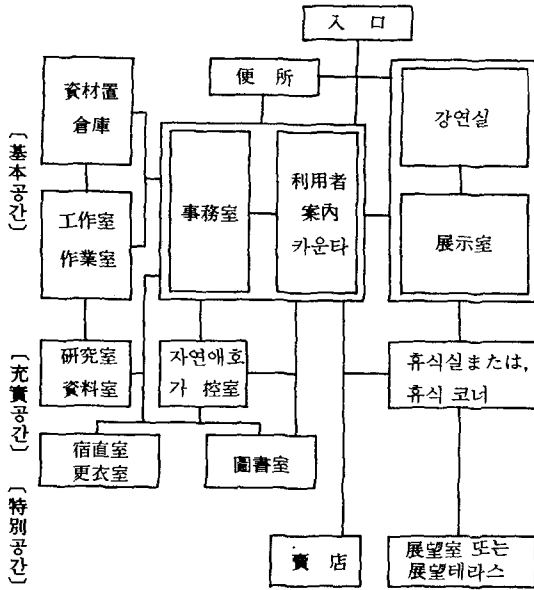 入口
便所
資材置
倉庫
강연실
[基本공간]
事務室
利用者
案內
카운타
工作室
作業室
展示室
[充實공간]
研究室
資料室
자연애호
가 控室
휴식실または,
휴식 코너
宿直室
更衣室
圖書室
[特別공간]
賣店
展望室 또는
展望테라스